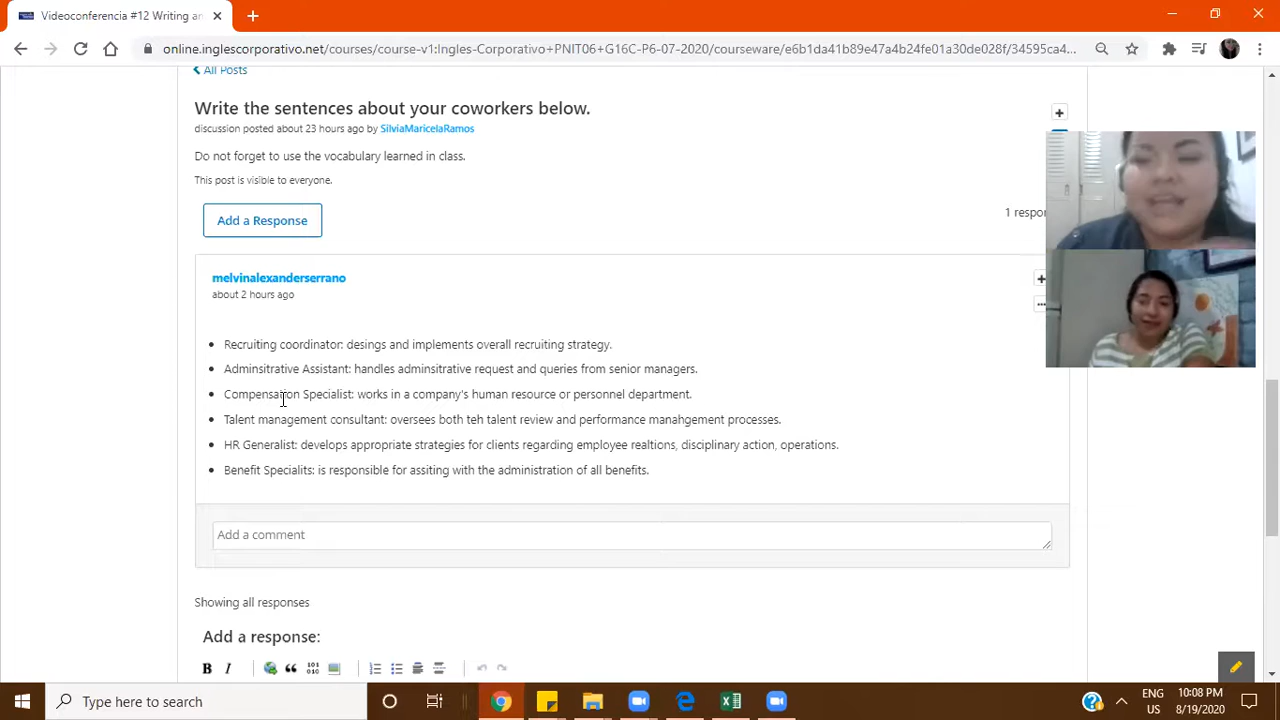 Videoconferencia #12 Writing an
online.inglescorporativo.net/courses/course-v1:Ingles-Corporativo+PNIT06+G16C-P6-07-2020/courseware/e6b1da41b89e47a4b24fe01a30de028f/34595ca4...
All Posts
Write the sentences about your coworkers below.
discussion posted about 23 hours ago by SilviaMaricelaRamos
Do not forget to use the vocabulary learned in class.
This post is visible to everyone.
Add a Response
1 respon
melvinalexanderserrano
about 2 hours ago
Recruiting coordinator: desings and implements overall recruiting strategy.
Adminsitrative Assistant: handles adminsitrative request and queries from senior managers.
Compensation Specialist: works in a company's human resource or personnel department.
Talent management consultant: oversees both teh talent review and performance manahgement processes.
HR Generalist: develops appropriate strategies for clients regarding employee realtions, disciplinary action, operations.
Benefit Specialits: is responsible for assiting with the administration of all benefits.
Add a comment
Showing all responses
Add a response:
B I
Type here to search
ENG
US
10:08 PM
8/19/2020